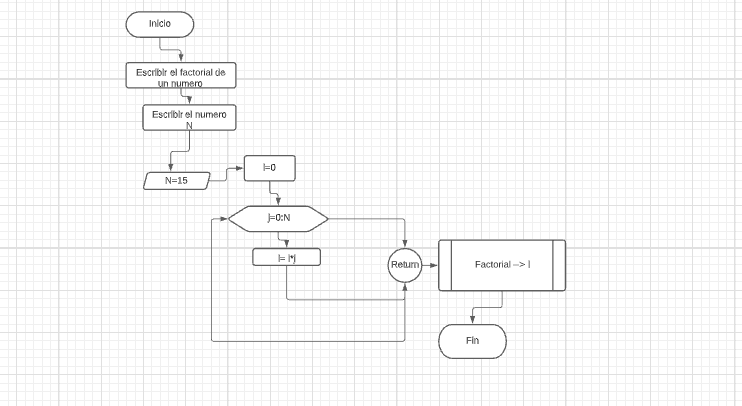 Inicio
Escribir el factorial de
un numero
Escribir el numero
N
N=15
I=0
j=0:N
I= I*j
Return
Factorial --> I
Fin